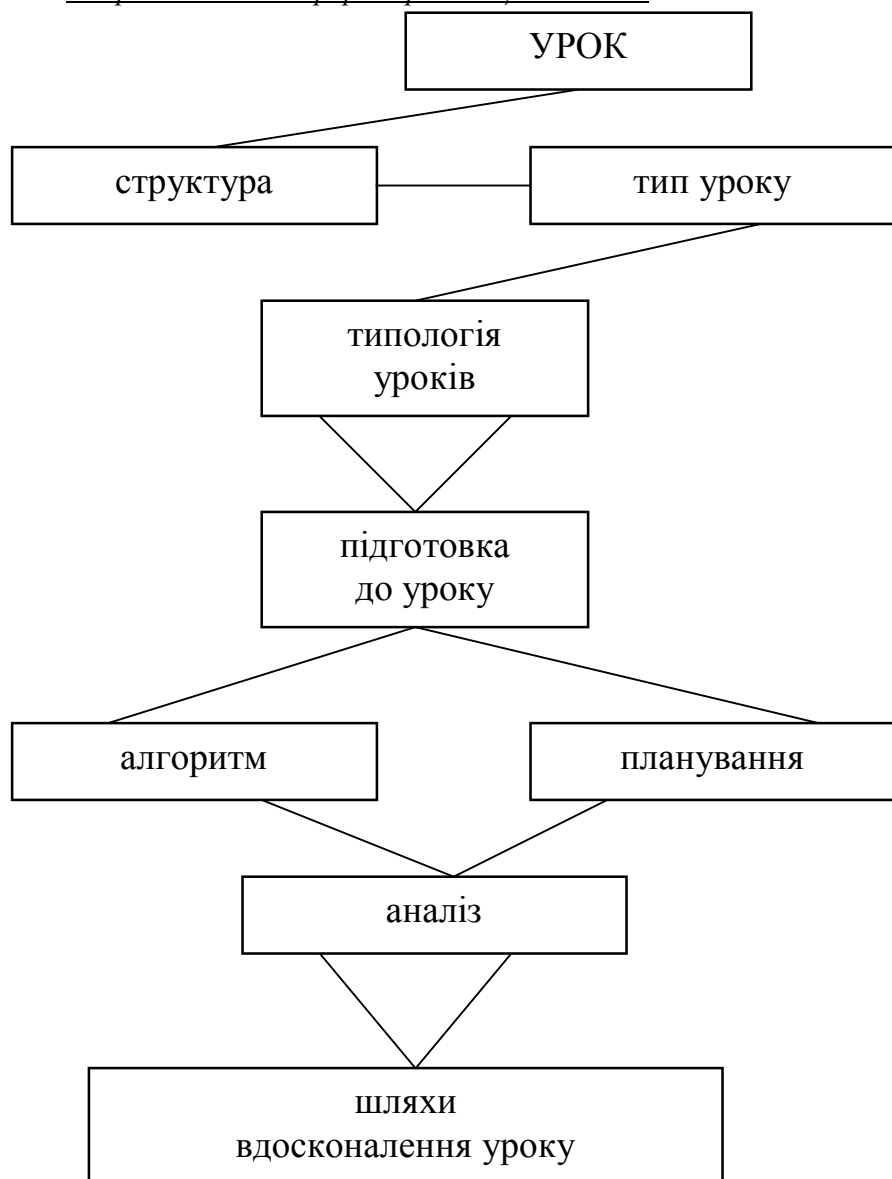 УРОК
структура
тип уроку
типологія
уроків
підготовка
до уроку
алгоритм
планування
аналіз
шляхи
вдосконалення уроку